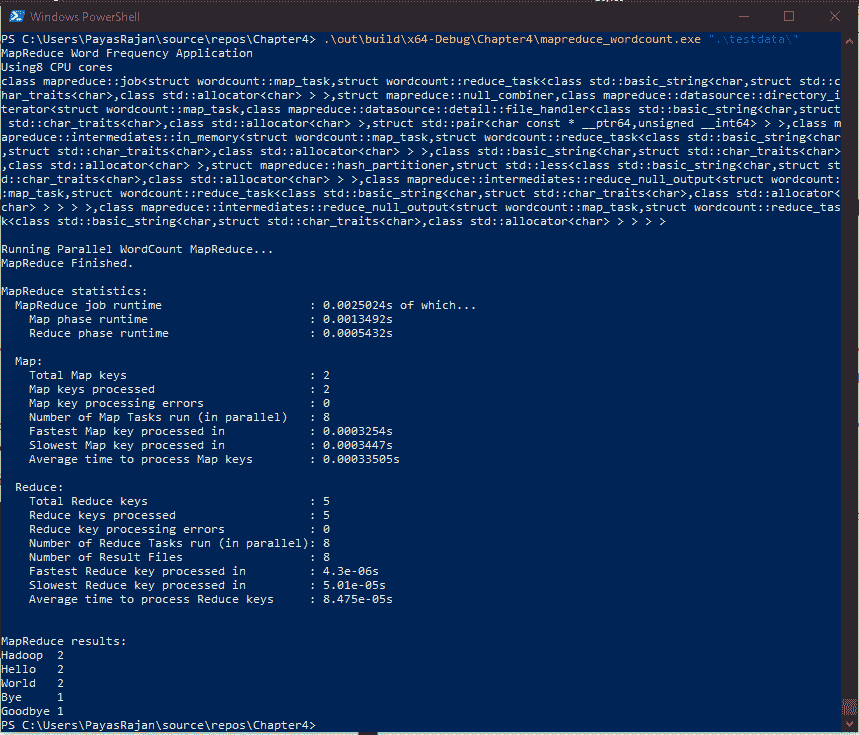 Windows PowerShell
PS C:\Users\PayasRajan\source\repos\Chapter4> .\out\build\x64-Debug\Chapter4\mapreduce_wordcount.exe ".\testdata\"
MapReduce Word Frequency Application
Using8 CPU cores
class mapreduce::job<struct wordcount::map_task,struct wordcount::reduce_task<class std::basic_string<char,struct std::c
har_traits<char>,class std::allocator<char> > >,struct mapreduce::null_combiner,class mapreduce::datasource::directory_i
terator<struct wordcount::map_task,class mapreduce::datasource::detail::file_handler<class std::basic_string<char,struct
 std::char_traits<char>,class std::allocator<char> >,struct std::pair<char const * __ptr64,unsigned __int64> > >,class m
apreduce::intermediates::in_memory<struct wordcount::map_task,struct wordcount::reduce_task<class std::basic_string<char
,struct std::char_traits<char>,class std::allocator<char> > >,class std::basic_string<char,struct std::char_traits<char>
,class std::allocator<char> >,struct mapreduce::hash_partitioner,struct std::less<class std::basic_string<char,struct st
d::char_traits<char>,class std::allocator<char> > >,class mapreduce::intermediates::reduce_null_output<struct wordcount:
:map_task,struct wordcount::reduce_task<class std::basic_string<char,struct std::char_traits<char>,class std::allocator<
char> > > > >,class mapreduce::intermediates::reduce_null_output<struct wordcount::map_task,struct wordcount::reduce_tas
k<class std::basic_string<char,struct std::char_traits<char>,class std::allocator<char> > > > >
Running Parallel WordCount MapReduce...
MapReduce Finished.
MapReduce statistics:
MapReduce job runtime : 0.0025024s of which...
Map phase runtime : 0.0013492s
Reduce phase runtime : 0.0005432s
Map:
Total Map keys : 2
Map keys processed : 2
Map key processing errors : 0
Number of Map Tasks run (in parallel) : 8
Fastest Map key processed in : 0.0003254s
Slowest Map key processed in : 0.0003447s
Average time to process Map keys : 0.00033505s
Reduce:
Total Reduce keys : 5
Reduce keys processed : 5
Reduce key processing errors : 0
Number of Reduce Tasks run (in parallel): 8
Number of Result Files : 8
Fastest Reduce key processed in : 4.3e-06s
Slowest Reduce key processed in : 5.01e-05s
Average time to process Reduce keys : 8.475e-05s
MapReduce results:
Hadoop 2
Hello 2
World 2
Bye 1
Goodbye 1
PS C:\Users\PayasRajan\source\repos\Chapter4>